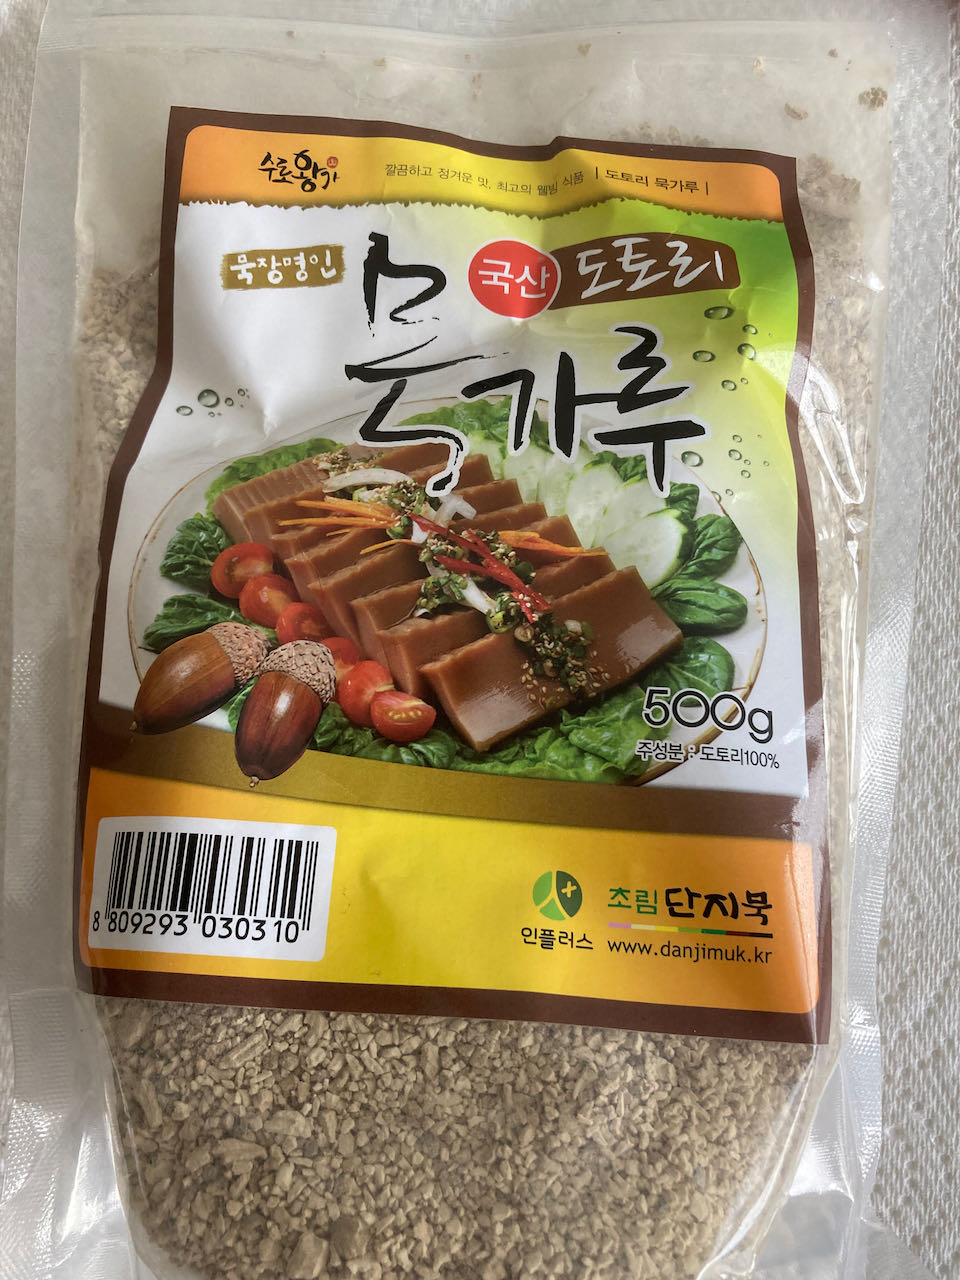 수로왕가
깔끔하고 정겨운 맛, 최고의 웰빙 식품 | 도토리 묵가루 |
묵장명인
국산 도토리
묵가루
500g
주성분 : 도토리100%
8 809293 030310
인플러스
초림 단지묵
www.danjimuk.kr